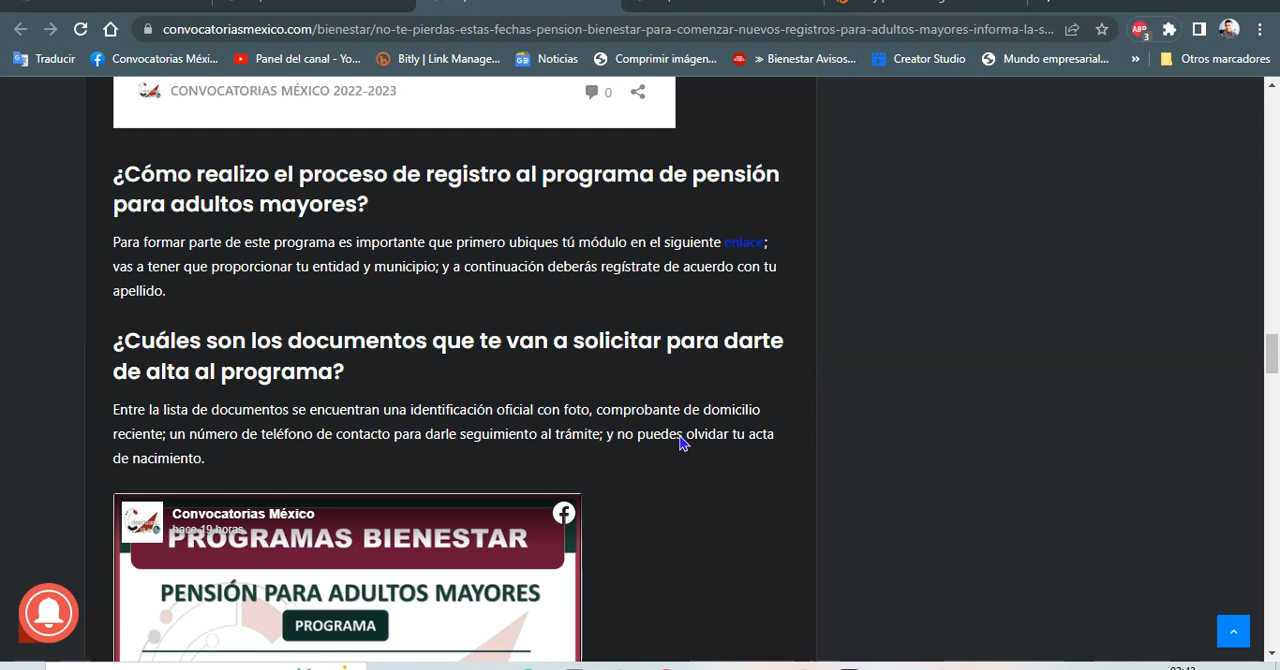 convocatoriasmexico.com/bienestar/no-te-pierdas-estas-fechas-pension-bienestar-para-comenzar-nuevos-registros-para-adultos-mayores-informa-la-s...
ABP
3
Traducir
Convocatorias Méxi...
Panel del canal - Yo...
Bitly | Link Manage...
Noticias
Comprimir imágen...
≫ Bienestar Avisos...
Creator Studio
Mundo empresarial...
»
Otros marcadores
CONVOCATORIAS MÉXICO 2022-2023
0
¿Cómo realizo el proceso de registro al programa de pensión
para adultos mayores?
Para formar parte de este programa es importante que primero ubiques tú módulo en el siguiente enlace;
vas a tener que proporcionar tu entidad y municipio; y a continuación deberás regístrate de acuerdo con tu
apellido.
¿Cuáles son los documentos que te van a solicitar para darte
de alta al programa?
Entre la lista de documentos se encuentran una identificación oficial con foto, comprobante de domicilio
reciente; un número de teléfono de contacto para darle seguimiento al trámite; y no puedes olvidar tu acta
de nacimiento.
Convocatorias México
hace 19 horas
PROGRAMAS BIENESTAR
PENSIÓN PARA ADULTOS MAYORES
PROGRAMA